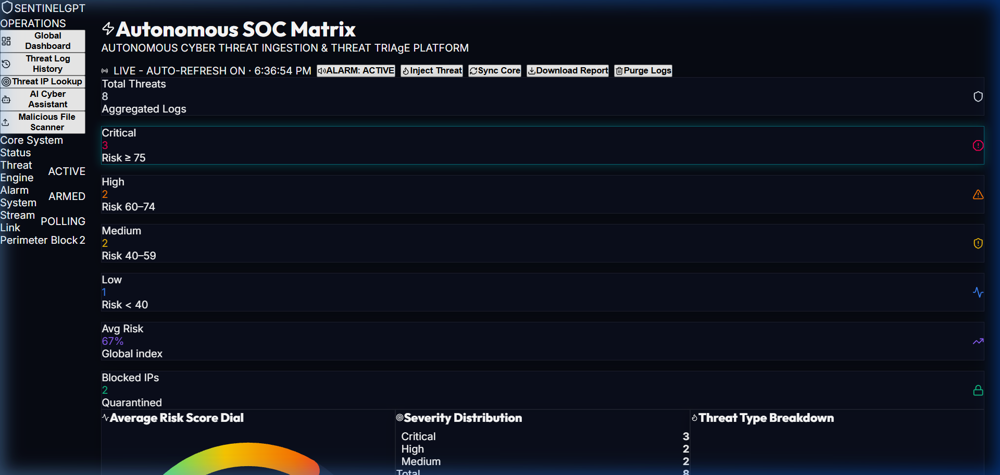 SENTINELGPT
OPERATIONS
Global
Dashboard
Threat Log
History
Threat IP Lookup
AI Cyber
Assistant
Malicious File
Scanner
Core System
Status
Threat
Engine
ACTIVE
Alarm
System
ARMED
Stream
Link
POLLING
Perimeter Block 2
Autonomous SOC Matrix
AUTONOMOUS CYBER THREAT INGESTION & THREAT TRIAgE PLATFORM
LIVE - AUTO-REFRESH ON · 6:36:54 PM ALARM: ACTIVE Inject Threat Sync Core Download Report Purge Logs
Total Threats
8
Aggregated Logs
Critical
3
Risk ≥ 75
High
2
Risk 60–74
Medium
2
Risk 40–59
Low
1
Risk < 40
Avg Risk
67%
Global index
Blocked IPs
2
Quarantined
Average Risk Score Dial
Severity Distribution
Critical 3
High 2
Medium 2
Total 8
Threat Type Breakdown